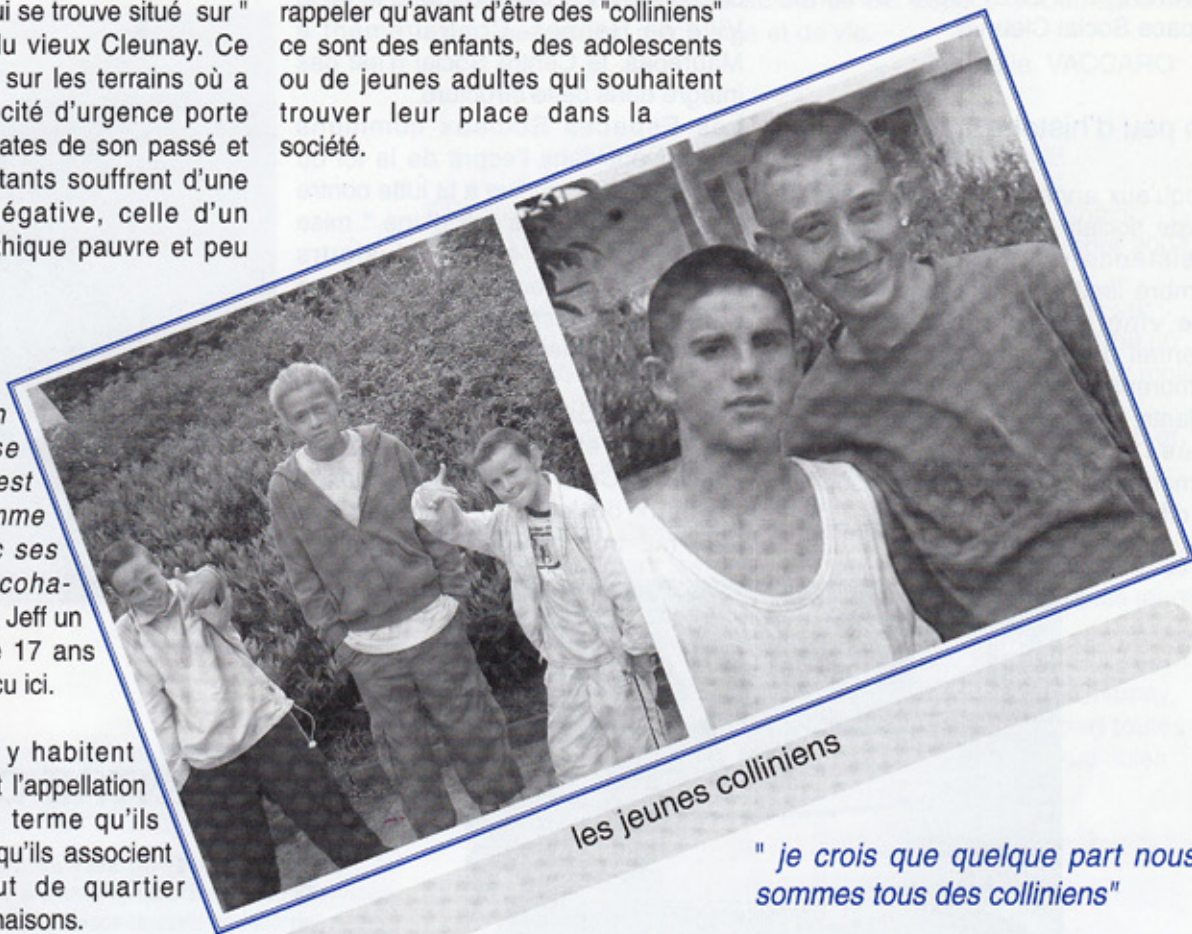 ui se trouve situé sur "
du vieux Cleunay. Ce
sur les terrains où a
cité d'urgence porte
ates de son passé et
tants souffrent d'une
égative, celle d'un
hique pauvre et peu
n
se
est
mme
c ses
coha-
Jeff un
e 17 ans
cu ici.
y habitent
t l'appellation
terme qu'ils
qu'ils associent
ut de quartier
maisons.
rappeler qu'avant d'être des "colliniens"
ce sont des enfants, des adolescents
ou de jeunes adultes qui souhaitent
trouver leur place dans la
société.
les jeunes colliniens
" je crois que quelque part nous
sommes tous des colliniens"